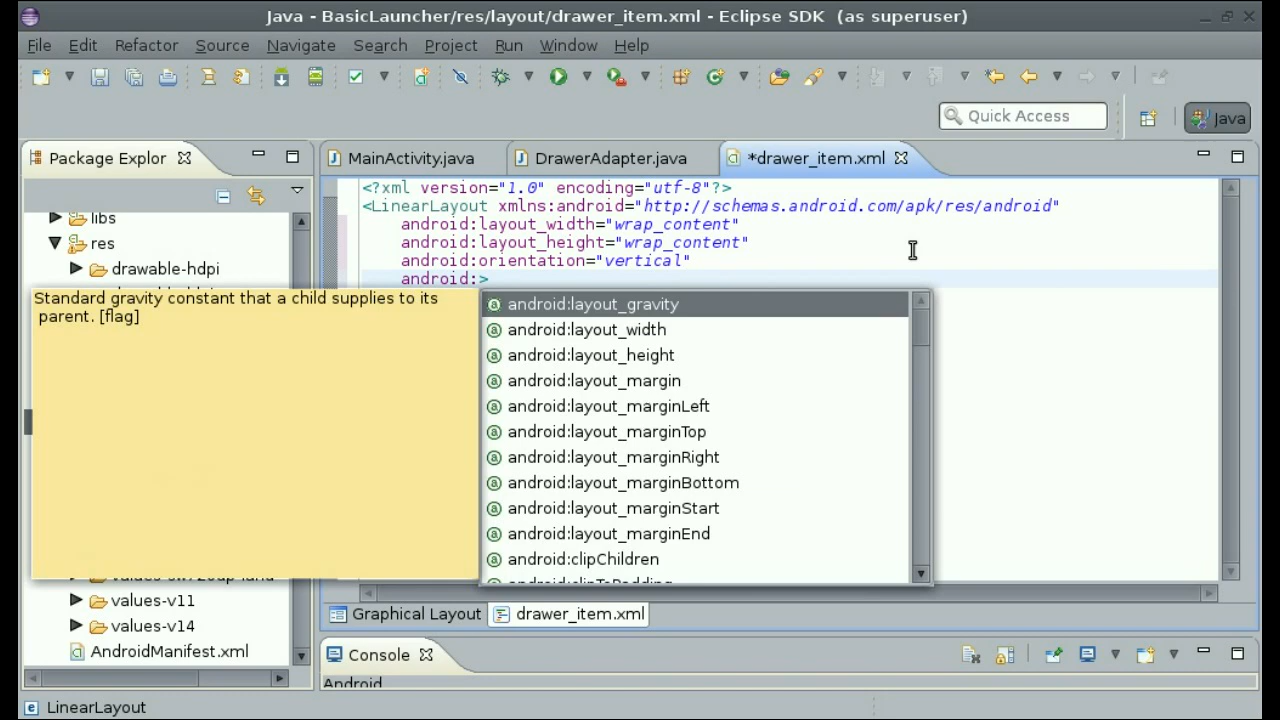 Java - BasicLauncher/res/layout/drawer_item.xml - Eclipse SDK (as superuser)
File Edit Refactor Source Navigate Search Project Run Window Help
Quick Access
Java
Package Explor
MainActivity.java
DrawerAdapter.java
*drawer_item.xml
libs
res
drawable-hdpi
<?xml version="1.0" encoding="utf-8"?>
<LinearLayout xmlns:android="http://schemas.android.com/apk/res/android"
android:layout_width="wrap_content"
android:layout_height="wrap_content"
android:orientation="vertical"
android:>
Standard gravity constant that a child supplies to its
parent. [flag]
android:layout_gravity
android:layout_width
android:layout_height
android:layout_margin
android:layout_marginLeft
android:layout_marginTop
android:layout_marginRight
android:layout_marginBottom
android:layout_marginStart
android:layout_marginEnd
android:clipChildren
android:clipToPadding
values-sw720dp-land
values-v11
values-v14
AndroidManifest.xml
Graphical Layout
drawer_item.xml
Console
Android
LinearLayout